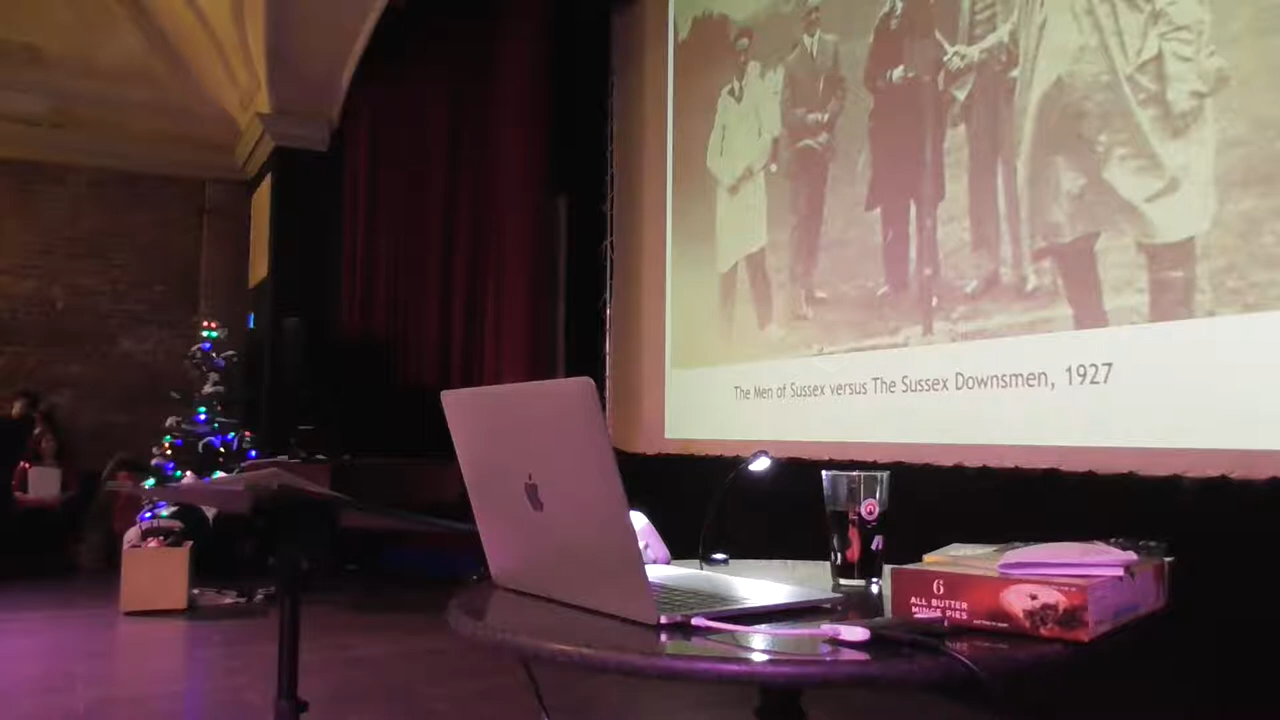 The Men of Sussex versus The Sussex Downsmen, 1927
6
ALL BUTTER
MINCE PIES